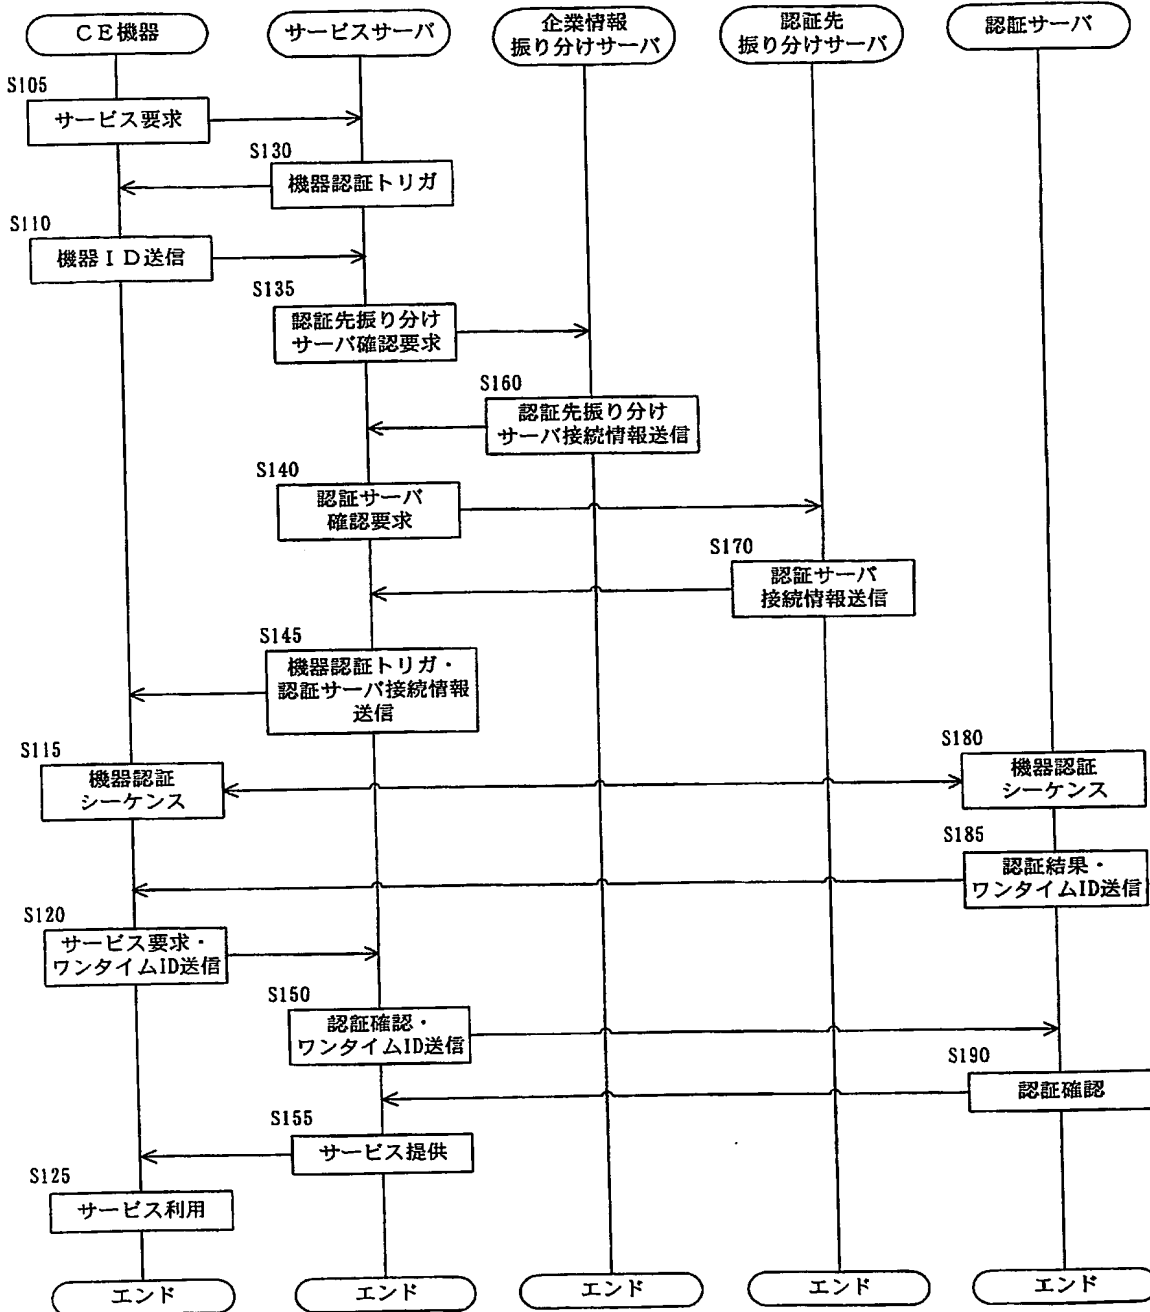 ＣＥ機器
サービスサーバ
企業情報
振り分けサーバ
認証先
振り分けサーバ
認証サーバ
S105
サービス要求
S130
機器認証トリガ
S110
機器ＩＤ送信
S135
認証先振り分け
サーバ確認要求
S160
認証先振り分け
サーバ接続情報送信
S140
認証サーバ
確認要求
S170
認証サーバ
接続情報送信
S145
機器認証トリガ・
認証サーバ接続情報
送信
S115
機器認証
シーケンス
S180
機器認証
シーケンス
S185
認証結果・
ワンタイムID送信
S120
サービス要求・
ワンタイムID送信
S150
認証確認・
ワンタイムID送信
S190
認証確認
S155
サービス提供
S125
サービス利用
エンド
エンド
エンド
エンド
エンド